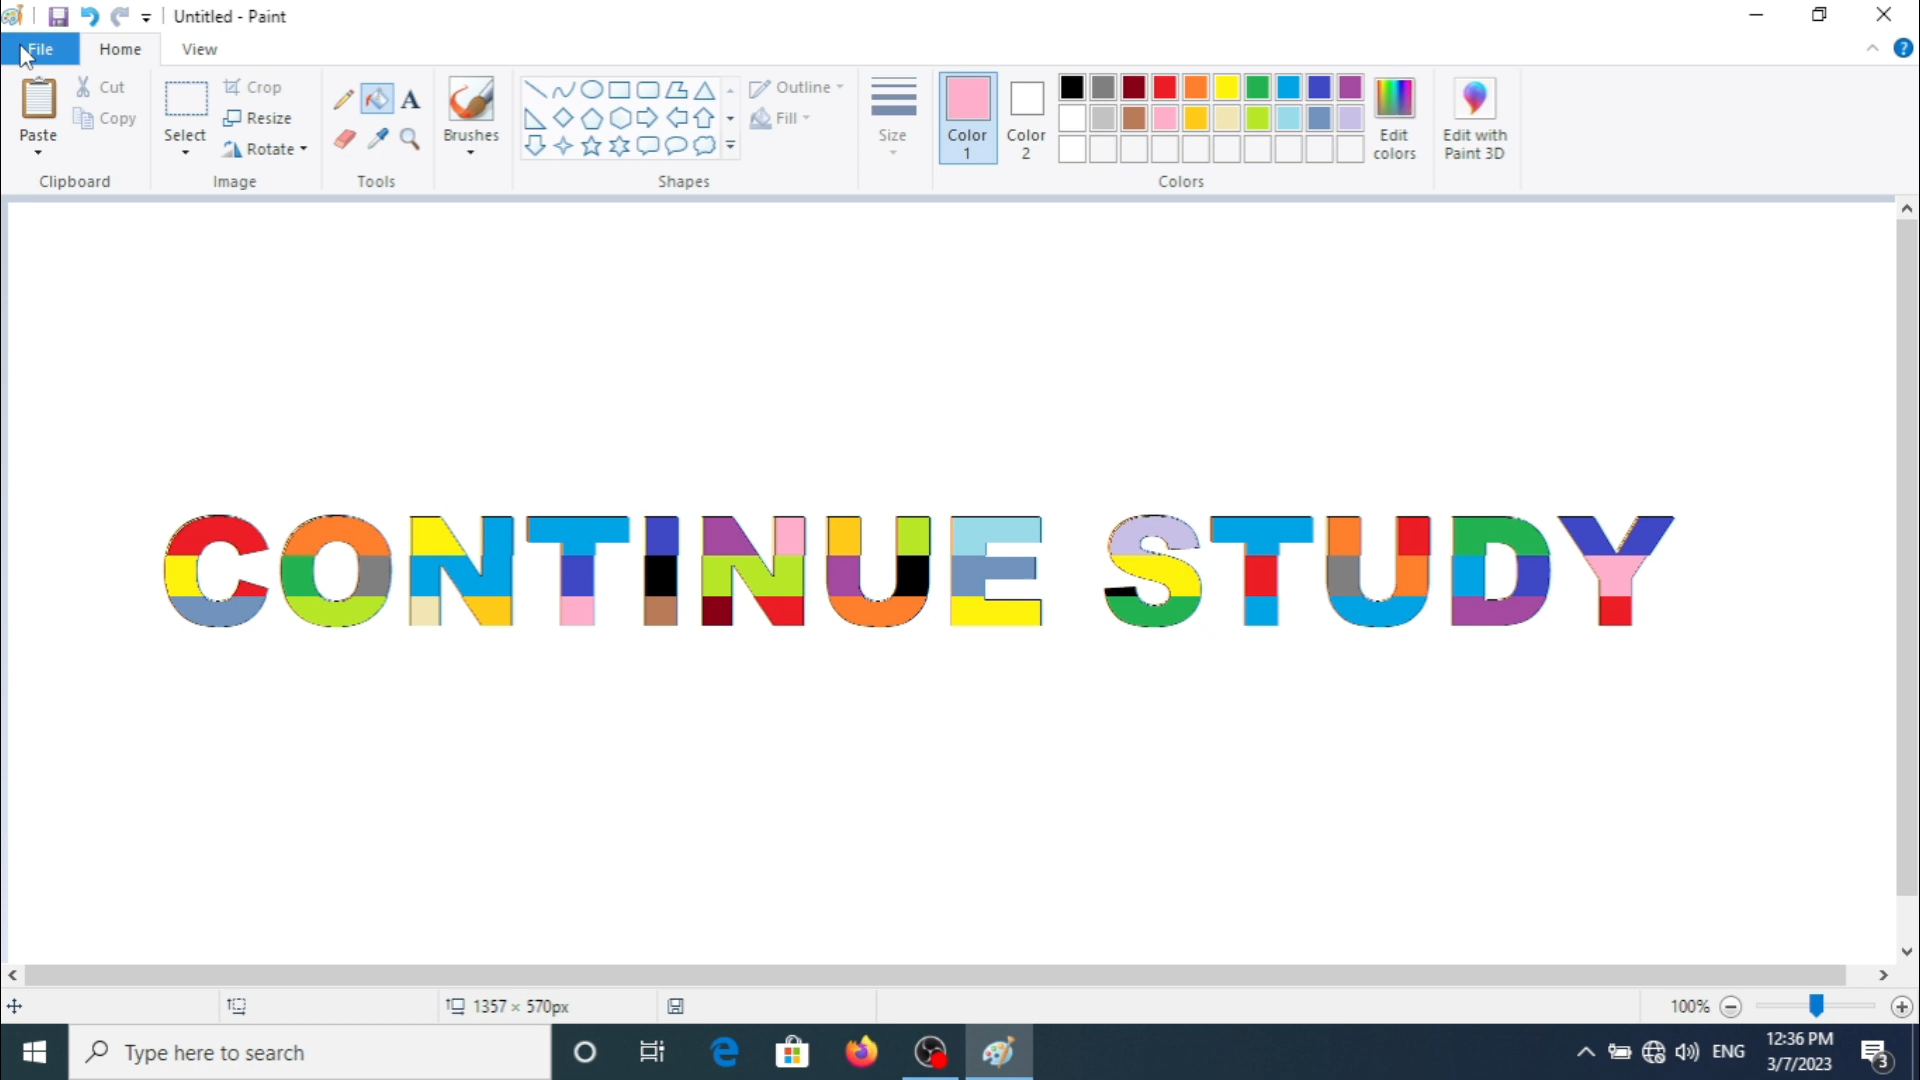 Untitled - Paint
File Home View
Paste
Cut
Copy
Clipboard
Select
Crop
Resize
Rotate
Image
A
Tools
Brushes
Shapes
Outline
Fill
Size
Color 1
Color 2
Colors
Edit colors
Edit with Paint 3D
CONTINUE STUDY
1357 × 570px
100%
Type here to search
ENG
12:36 PM
3/7/2023
3